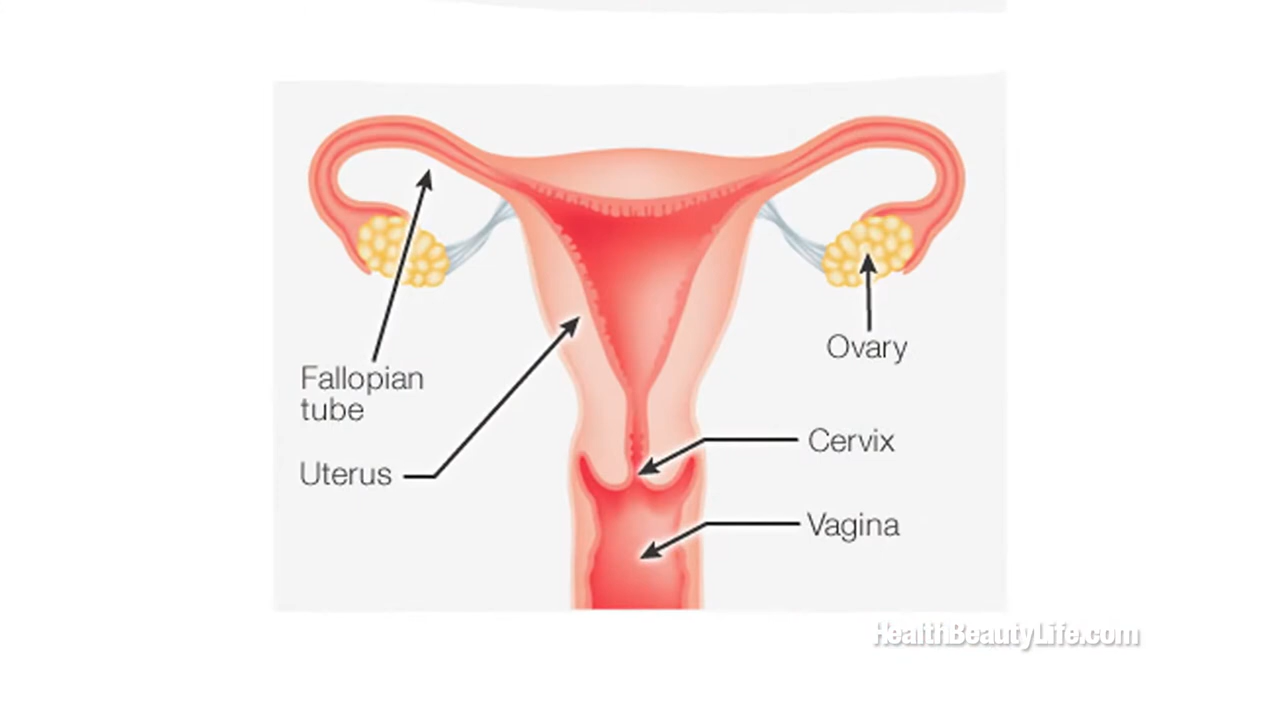 Fallopian
tube
Uterus
Ovary
Cervix
Vagina
HealthBeautyLife.com